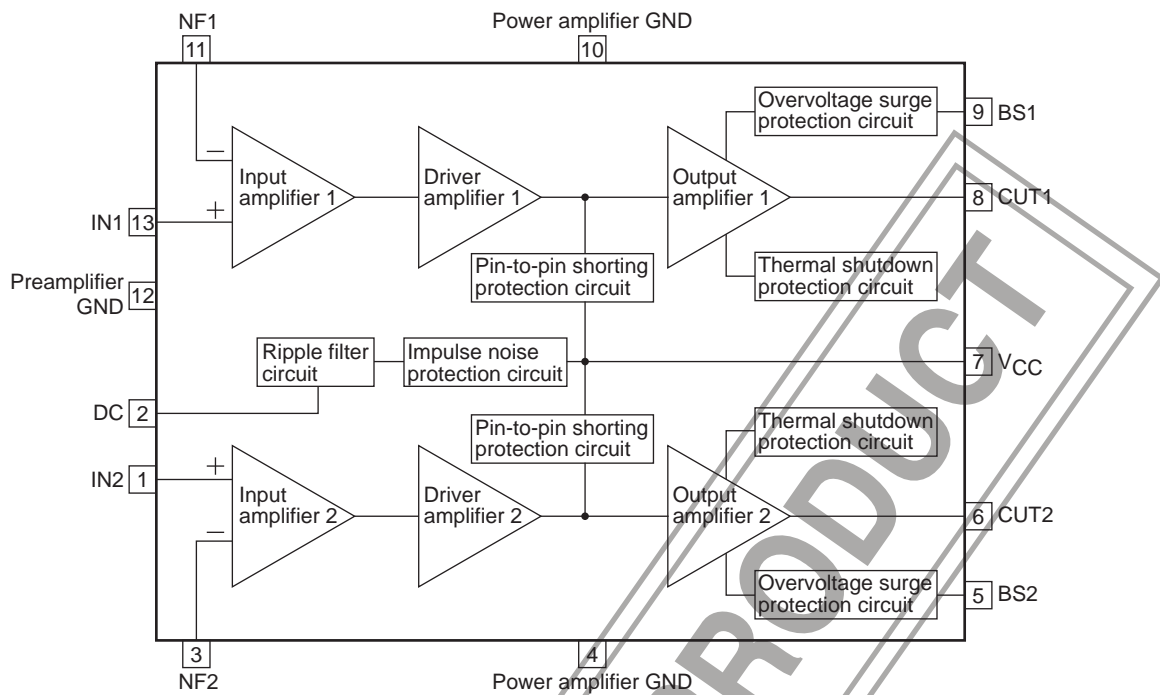 NF1
11
Power amplifier GND
10
Overvoltage surge
protection circuit
9 BS1
Input
amplifier 1
Driver
amplifier 1
Output
amplifier 1
8 CUT1
IN1 13
− +
Pin-to-pin shorting
protection circuit
Thermal shutdown
protection circuit
Preamplifier
GND
12
Ripple filter
circuit
Impulse noise
protection circuit
7 VCC
DC 2
Pin-to-pin shorting
protection circuit
Thermal shutdown
protection circuit
IN2 1
+ −
Input
amplifier 2
Driver
amplifier 2
Output
amplifier 2
6 CUT2
Overvoltage surge
protection circuit
5 BS2
3
NF2
4
Power amplifier GND
PRODUCT